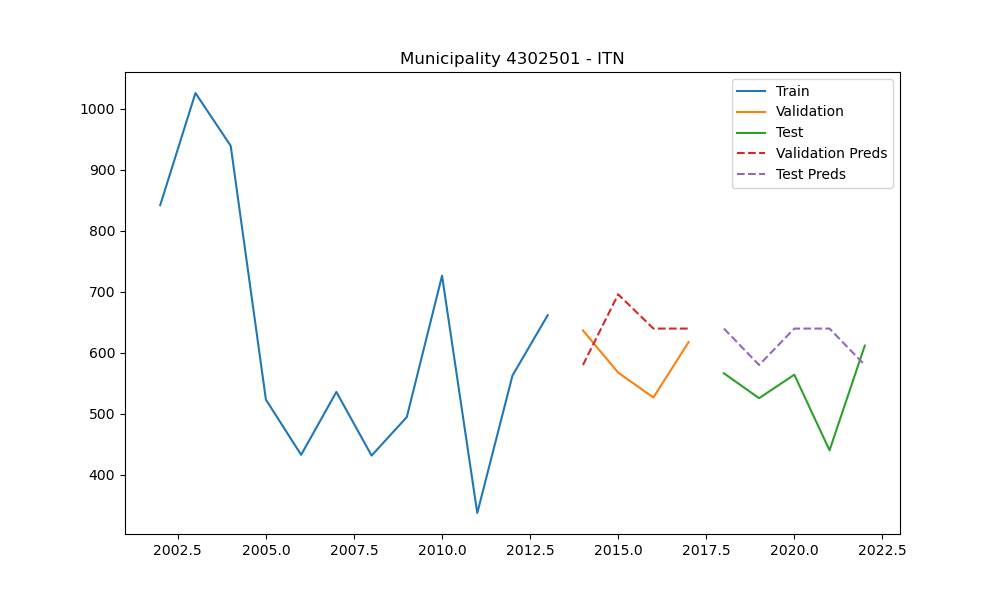 Municipality 4302501 - ITN
1000
900
800
700
600
500
400
2002.5 2005.0 2007.5 2010.0 2012.5 2015.0 2017.5 2020.0 2022.5
Train
Validation
Test
Validation Preds
Test Preds